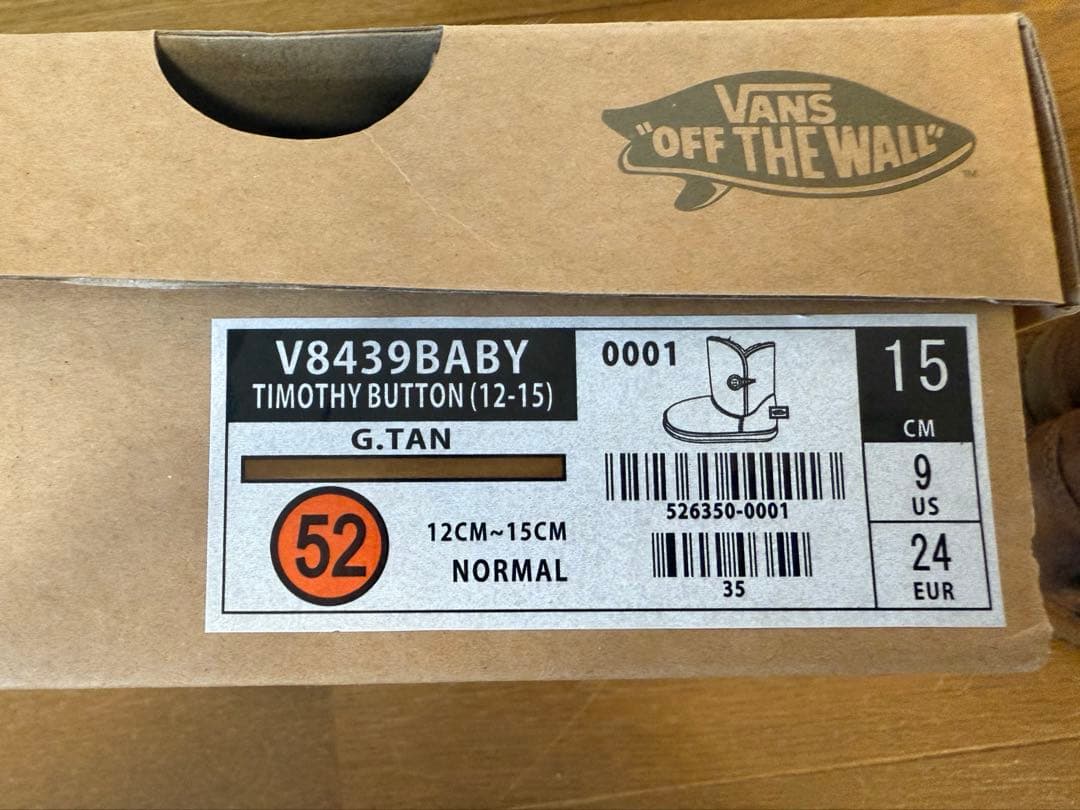 VANS
"OFF THE WALL"
TM
V8439BABY
TIMOTHY BUTTON (12-15)
G.TAN
52
12CM~15CM
NORMAL
0001
526350-0001
35
15
CM
9
US
24
EUR